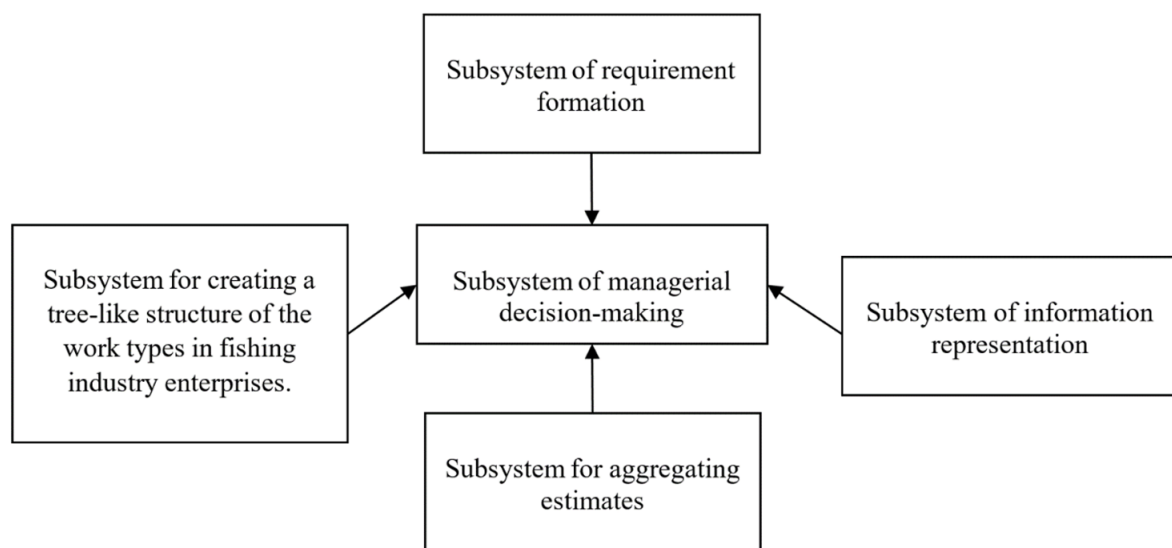 Subsystem of requirement
formation
Subsystem for creating a
tree-like structure of the
work types in fishing
industry enterprises.
Subsystem of managerial
decision-making
Subsystem of information
representation
Subsystem for aggregating
estimates